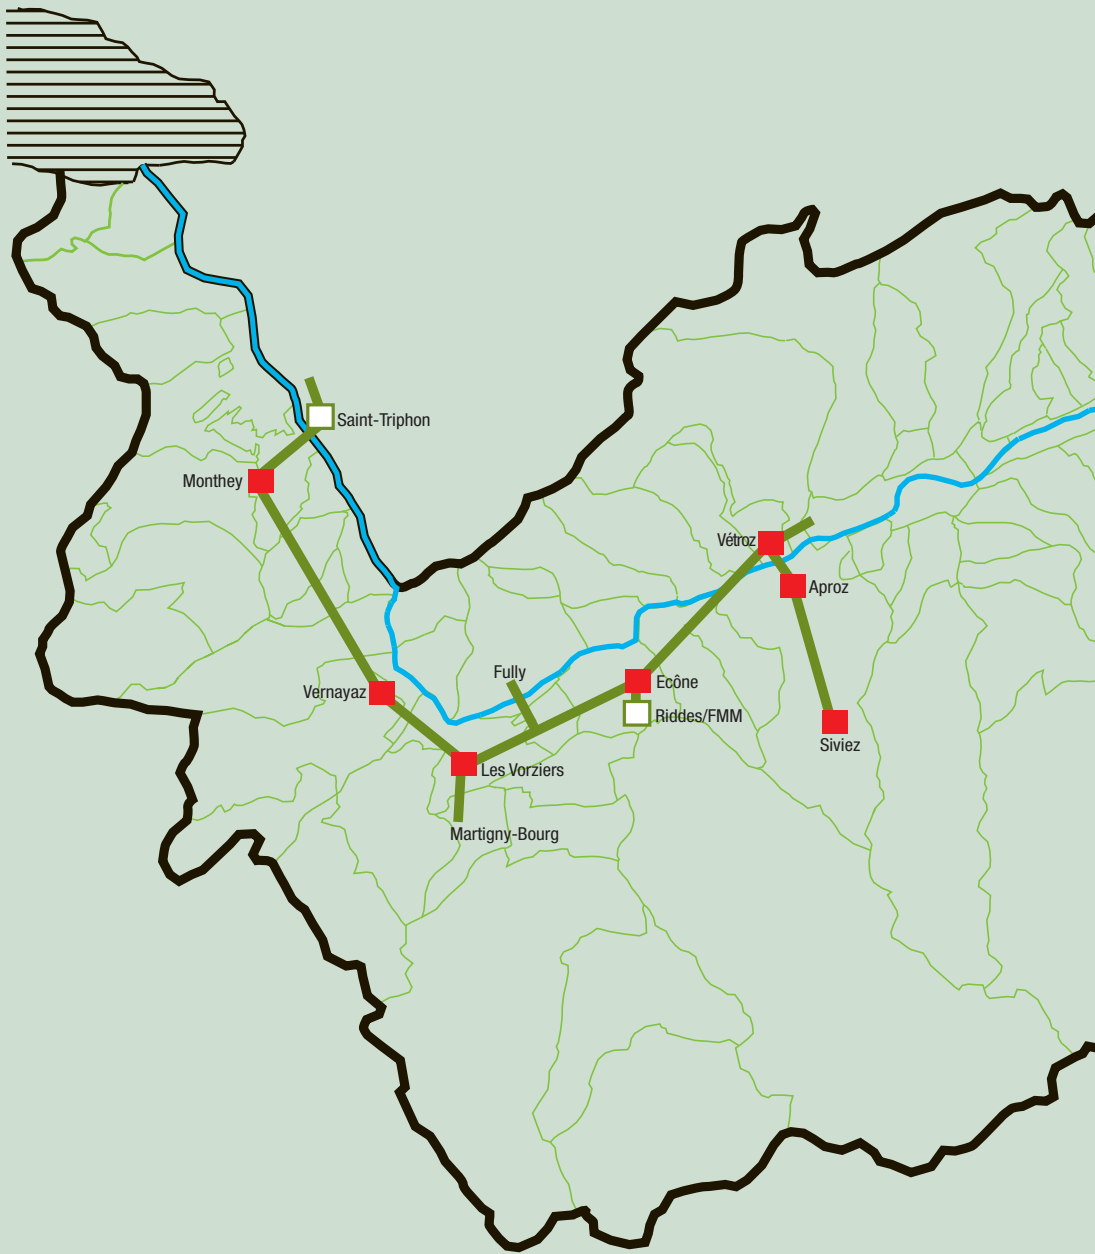 Saint-Triphon
Monthey
Vétroz
Aproz
Fully
Ecône
Vernayaz
Riddes/FMM
Siviez
Les Vorziers
Martigny-Bourg